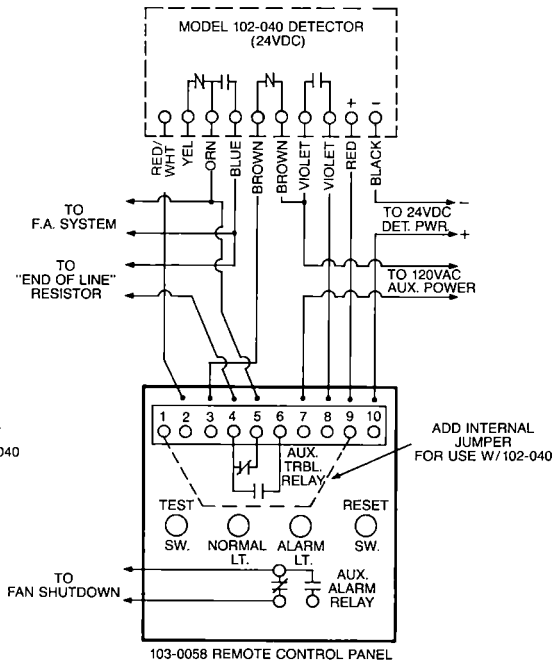 MODEL 102-040 DETECTOR
(24VDC)
N
N
+
-
RED/
WHT
YEL
ORN
BLUE
BROWN
BROWN
VIOLET
VIOLET
RED
BLACK
TO
F.A. SYSTEM
-
TO 24VDC
DET. PWR.
+
TO
"END OF LINE"
RESISTOR
TO 120VAC
AUX. POWER
1 2 3 4 5 6 7 8 9 10
040
ADD INTERNAL
JUMPER
FOR USE W/102-040
AUX.
TRBL.
RELAY
TEST
SW.
NORMAL
LT.
ALARM
LT.
RESET
SW.
TO
FAN SHUTDOWN
AUX.
ALARM
RELAY
103-0058 REMOTE CONTROL PANEL